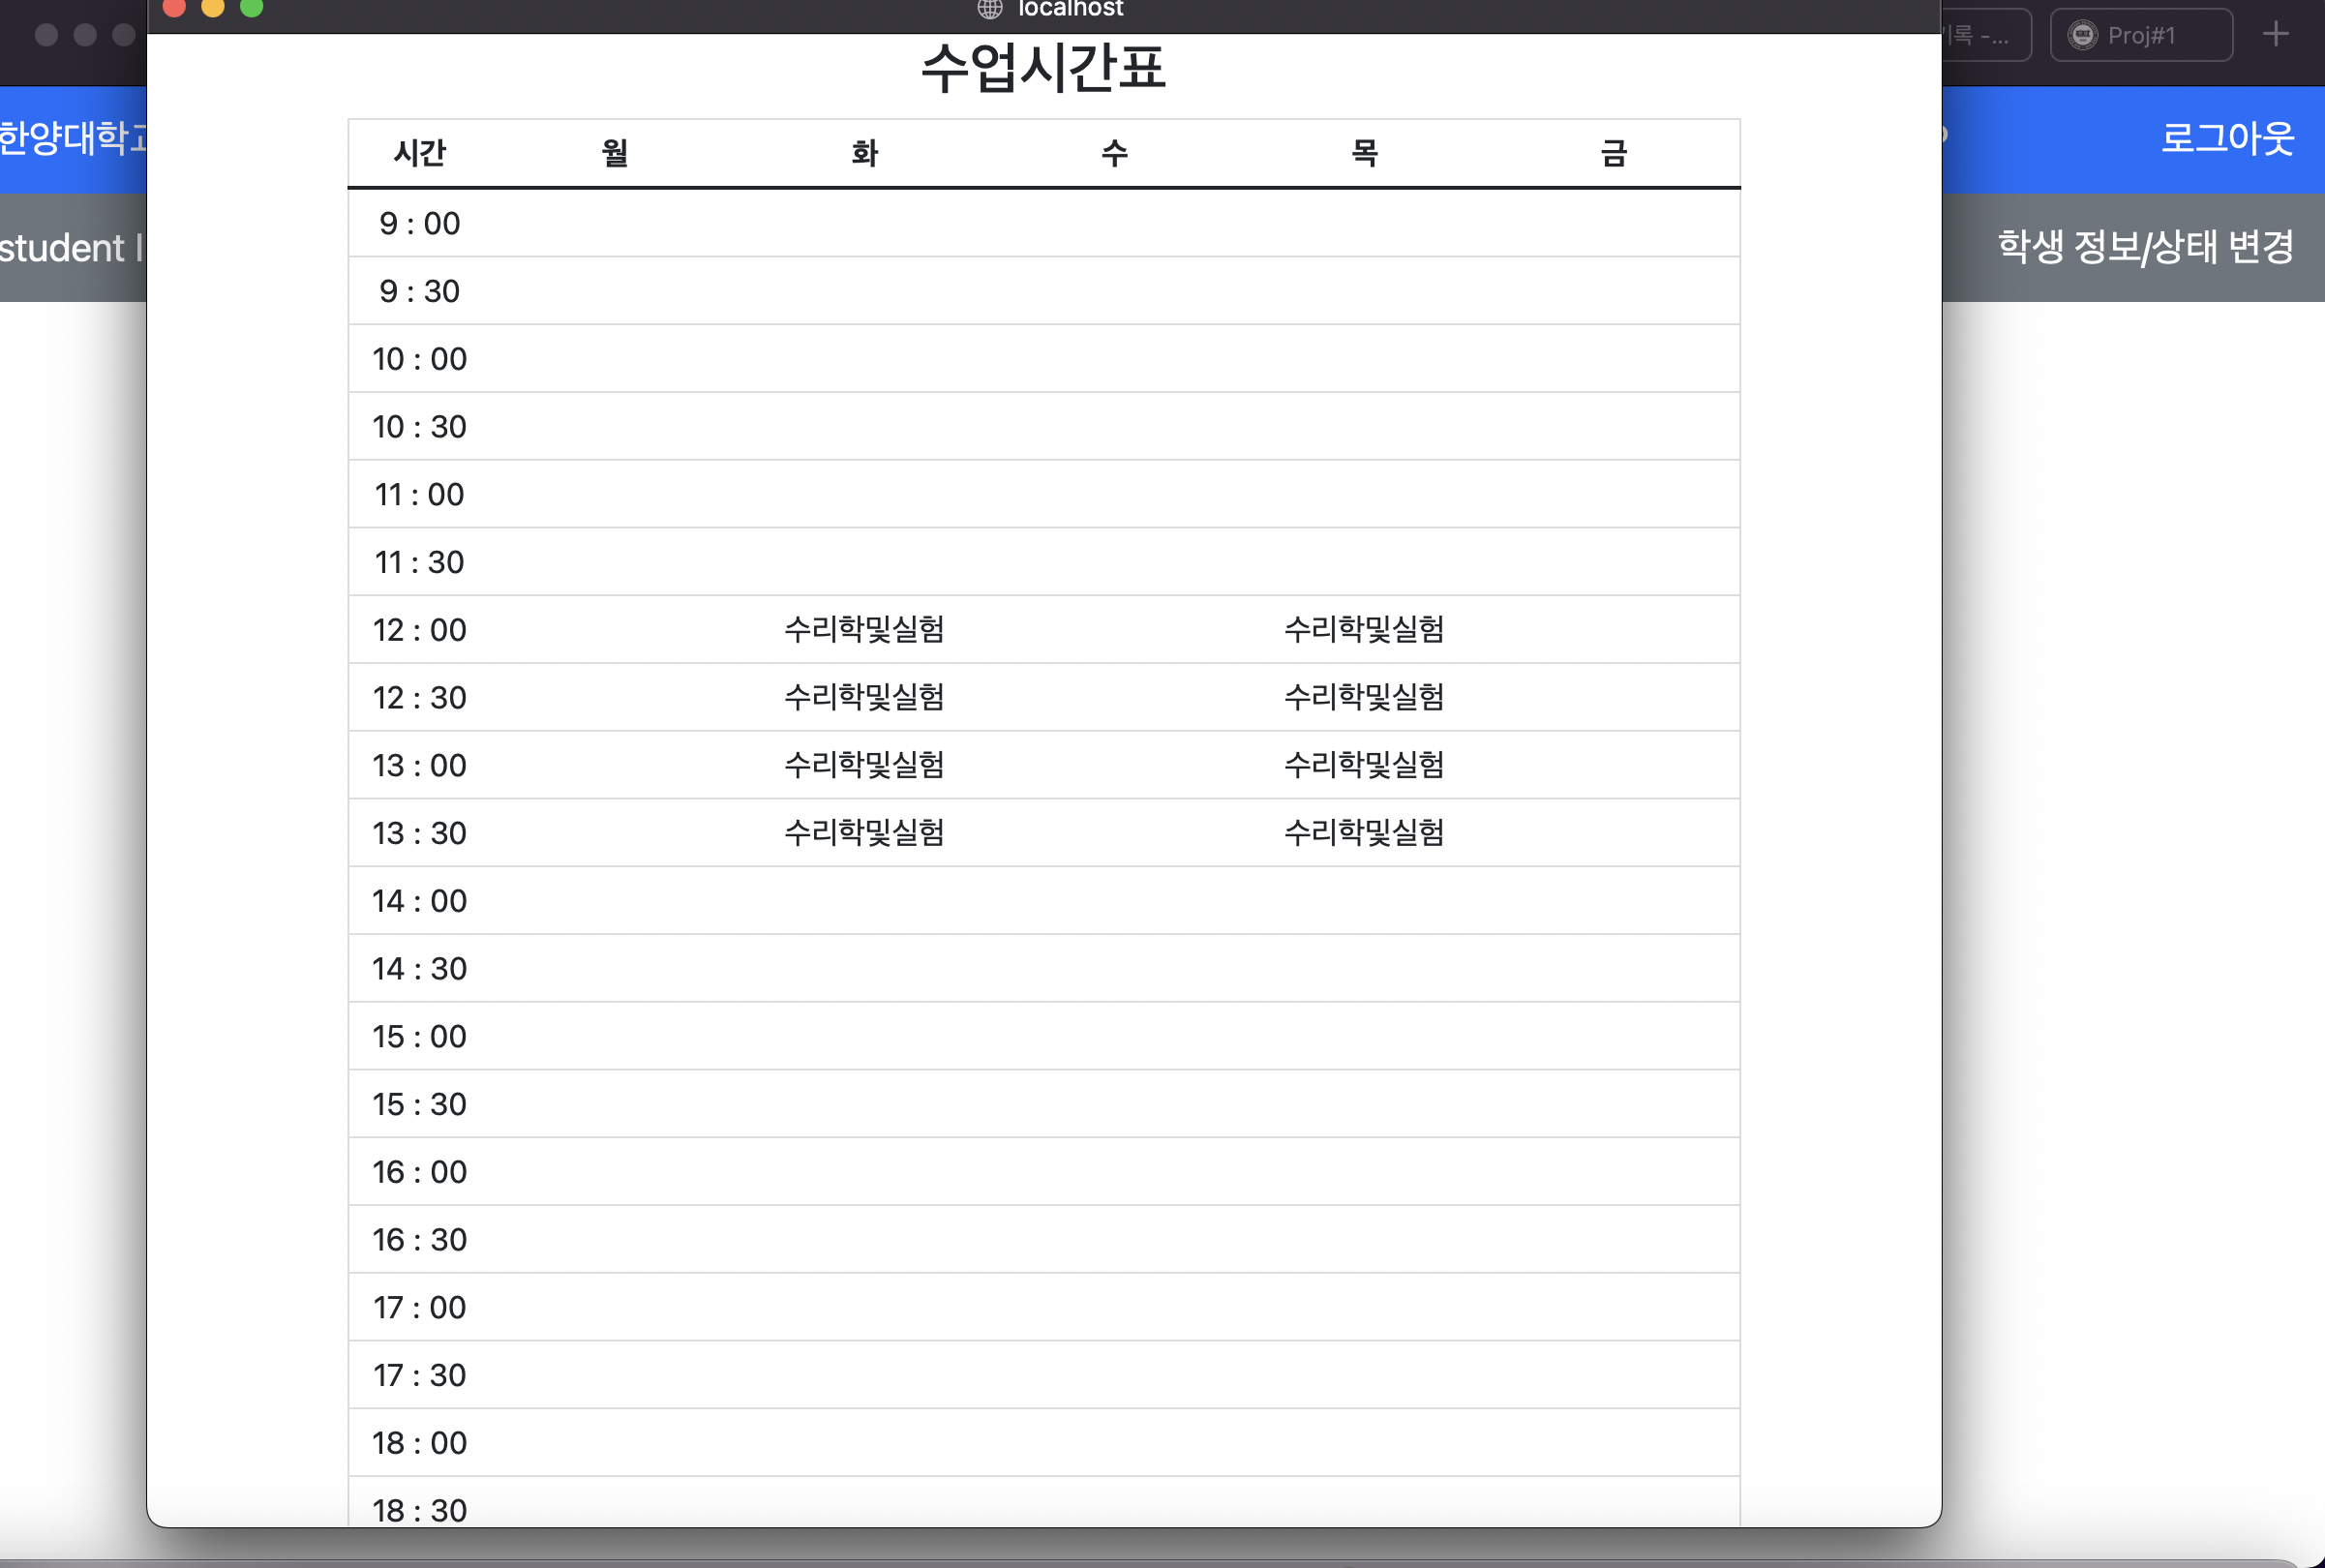 localhost
기록 -...
Proj#1
한양대학교
로그아웃
student I
학생 정보/상태 변경
수업시간표
시간 월 화 수 목 금
9 : 00
9 : 30
10 : 00
10 : 30
11 : 00
11 : 30
12 : 00 수리학및실험 수리학및실험
12 : 30 수리학및실험 수리학및실험
13 : 00 수리학및실험 수리학및실험
13 : 30 수리학및실험 수리학및실험
14 : 00
14 : 30
15 : 00
15 : 30
16 : 00
16 : 30
17 : 00
17 : 30
18 : 00
18 : 30